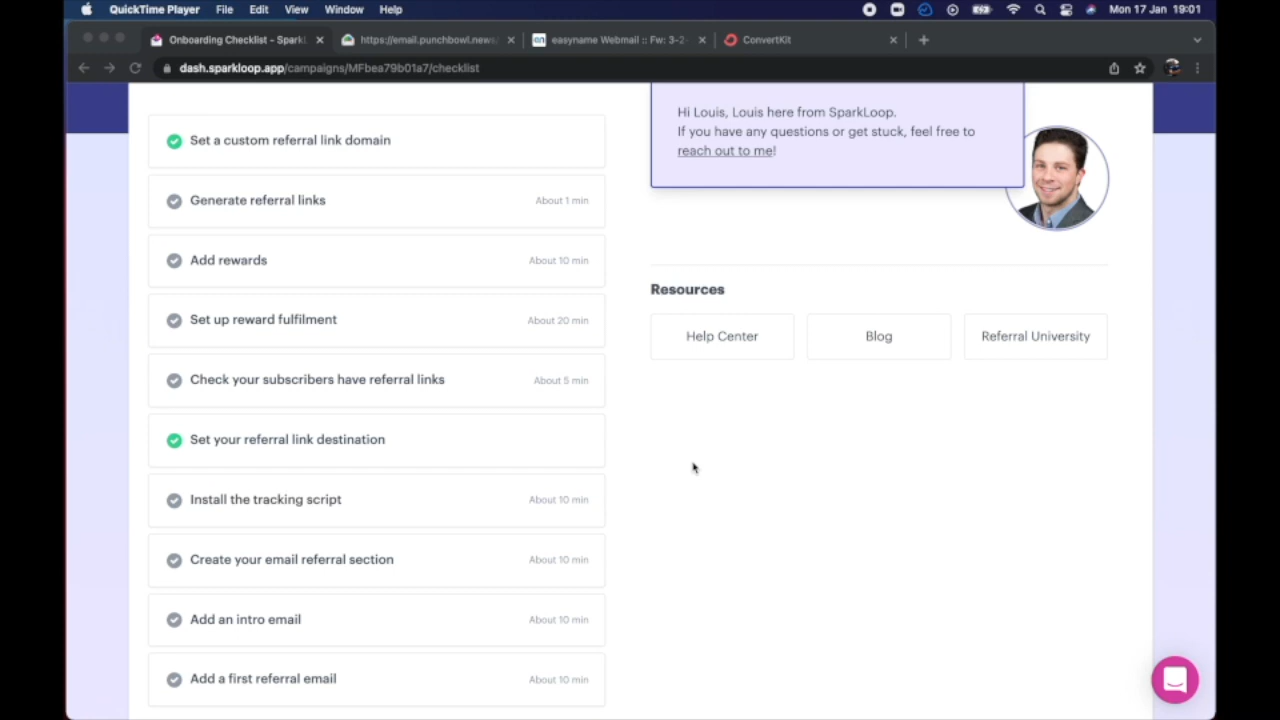 QuickTime Player File Edit View Window Help Mon 17 Jan 19:01
Onboarding Checklist - Spark
https://email.punchbowl.news/
en easyname Webmail :: Fw: 3-2-
ConvertKit
dash.sparkloop.app/campaigns/MFbea79b01a7/checklist
Set a custom referral link domain
Generate referral links About 1 min
Add rewards About 10 min
Set up reward fulfilment About 20 min
Check your subscribers have referral links About 5 min
Set your referral link destination
Install the tracking script About 10 min
Create your email referral section About 10 min
Add an intro email About 10 min
Add a first referral email About 10 min
Hi Louis, Louis here from SparkLoop.
If you have any questions or get stuck, feel free to
reach out to me!
Resources
Help Center
Blog
Referral University